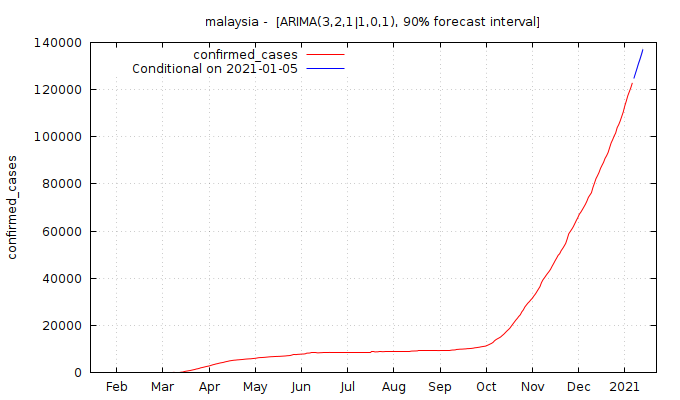 malaysia - [ARIMA(3,2,1|1,0,1), 90% forecast interval]
140000
confirmed_cases
Conditional on 2021-01-05
120000
100000
80000
confirmed_cases
60000
40000
20000
0
Feb Mar Apr May Jun Jul Aug Sep Oct Nov Dec 2021